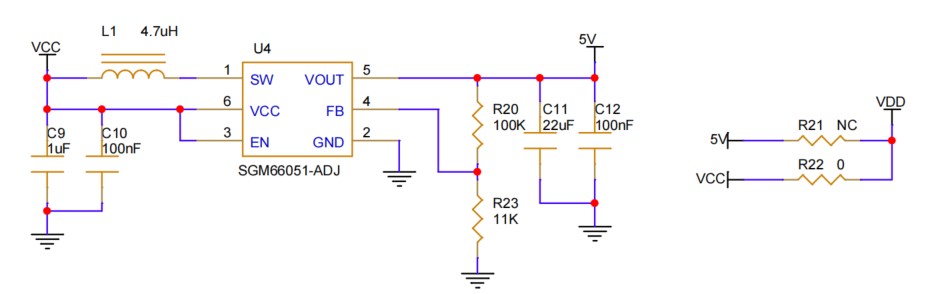 L1 4.7uH
VCC
U4
5V
1 SW VOUT 5
6 VCC FB 4
3 EN GND 2
SGM66051-ADJ
C9
1uF
C10
100nF
R20
100K
C11
22uF
C12
100nF
R23
11K
VDD
5V R21 NC
VCC R22 0